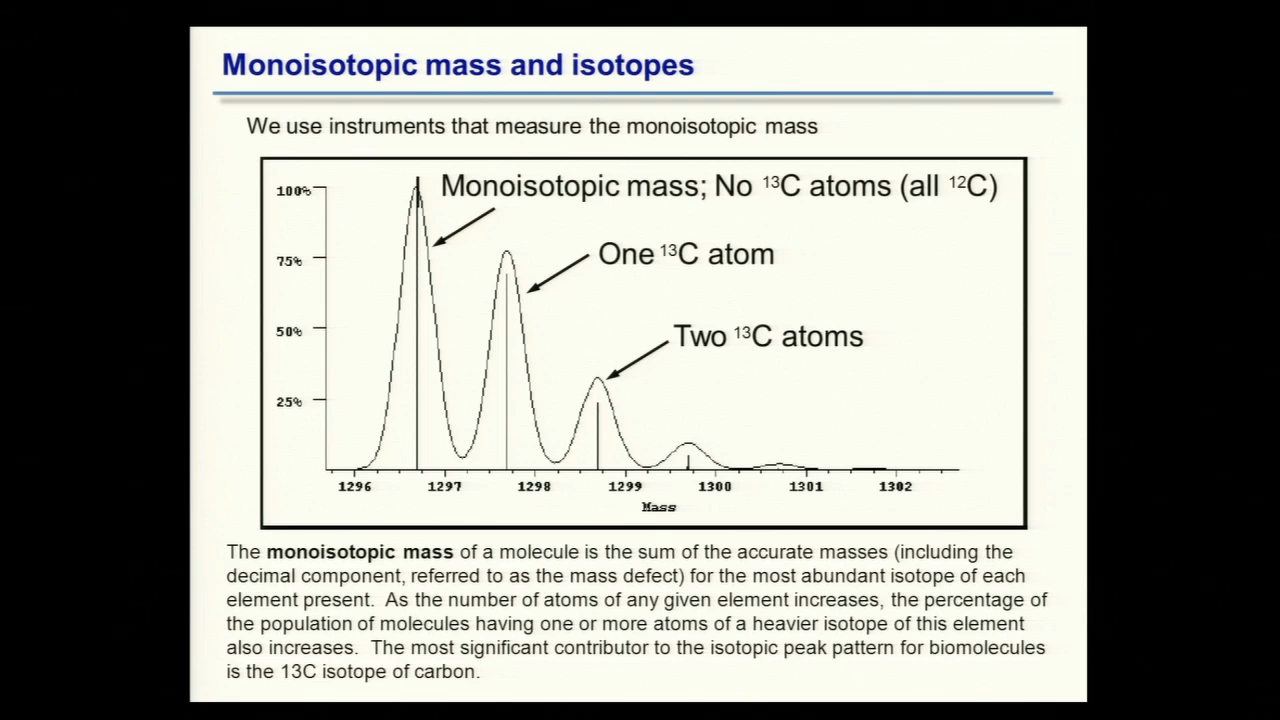 Monoisotopic mass and isotopes
We use instruments that measure the monoisotopic mass
100%
Monoisotopic mass; No ¹³C atoms (all ¹²C)
75%
One ¹³C atom
50%
Two ¹³C atoms
25%
1296 1297 1298 1299 1300 1301 1302
Mass
The monoisotopic mass of a molecule is the sum of the accurate masses (including the
decimal component, referred to as the mass defect) for the most abundant isotope of each
element present. As the number of atoms of any given element increases, the percentage of
the population of molecules having one or more atoms of a heavier isotope of this element
also increases. The most significant contributor to the isotopic peak pattern for biomolecules
is the 13C isotope of carbon.